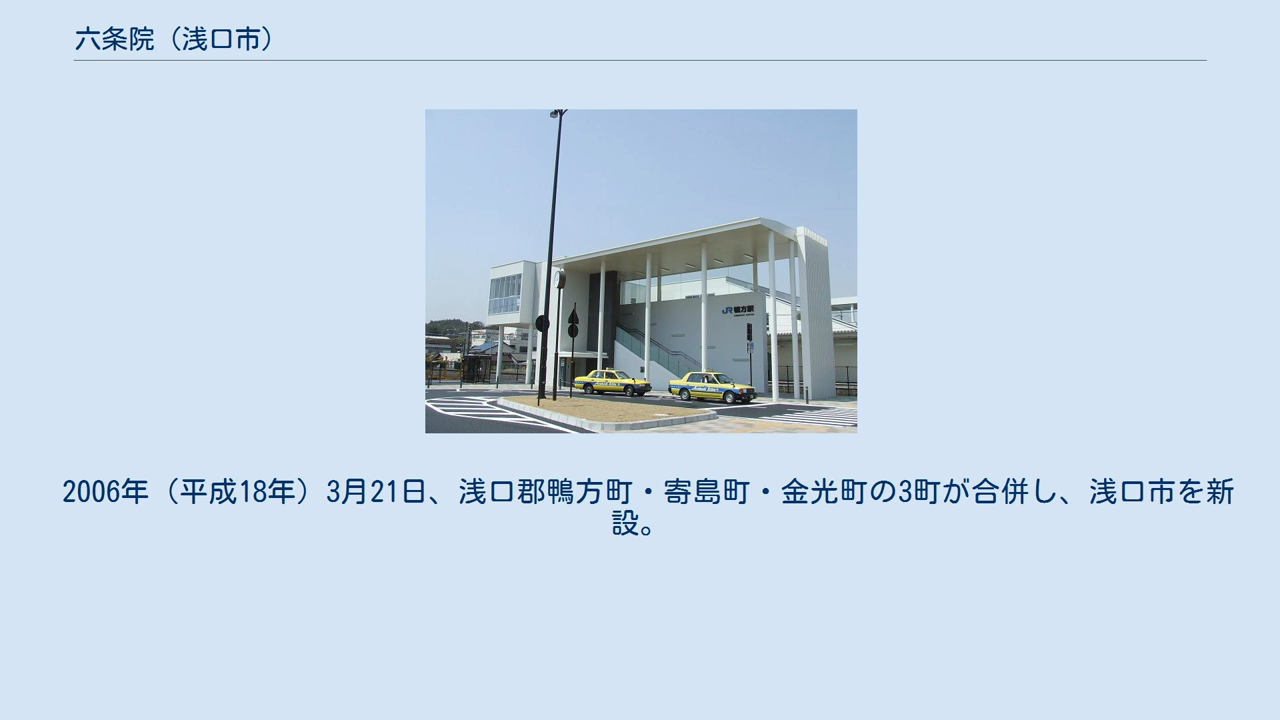 六条院（浅口市）
JR 鴨方駅
2006年（平成18年）3月21日、浅口郡鴨方町・寄島町・金光町の3町が合併し、浅口市を新
設。